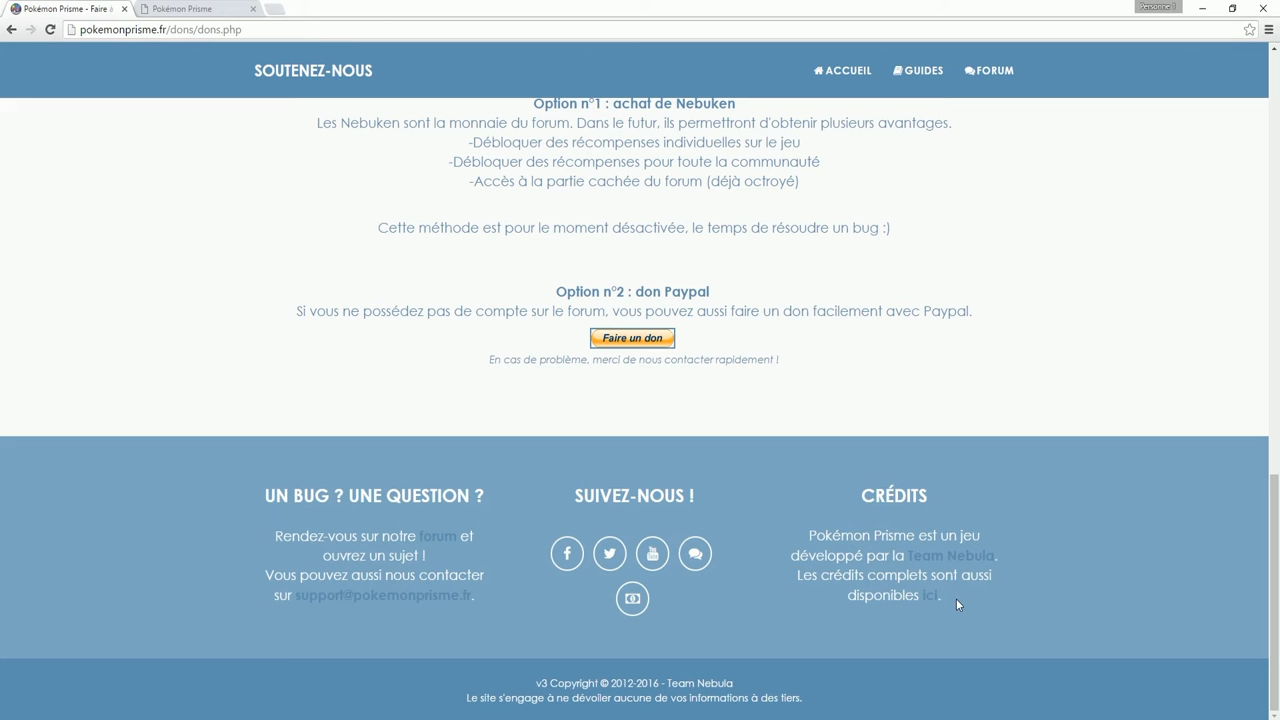 Pokémon Prisme - Faire à
Pokémon Prisme
Personne 1
pokemonprisme.fr/dons/dons.php
SOUTENEZ-NOUS
ACCUEIL
GUIDES
FORUM
Option n°1 : achat de Nebuken
Les Nebuken sont la monnaie du forum. Dans le futur, ils permettront d'obtenir plusieurs avantages.
-Débloquer des récompenses individuelles sur le jeu
-Débloquer des récompenses pour toute la communauté
-Accès à la partie cachée du forum (déjà octroyé)
Cette méthode est pour le moment désactivée, le temps de résoudre un bug :)
Option n°2 : don Paypal
Si vous ne possédez pas de compte sur le forum, vous pouvez aussi faire un don facilement avec Paypal.
Faire un don
En cas de problème, merci de nous contacter rapidement !
UN BUG ? UNE QUESTION ?
Rendez-vous sur notre forum et
ouvrez un sujet !
Vous pouvez aussi nous contacter
sur support@pokemonprisme.fr.
SUIVEZ-NOUS !
CRÉDITS
Pokémon Prisme est un jeu
développé par la Team Nebula.
Les crédits complets sont aussi
disponibles ici.
v3 Copyright © 2012-2016 - Team Nebula
Le site s'engage à ne dévoiler aucune de vos informations à des tiers.